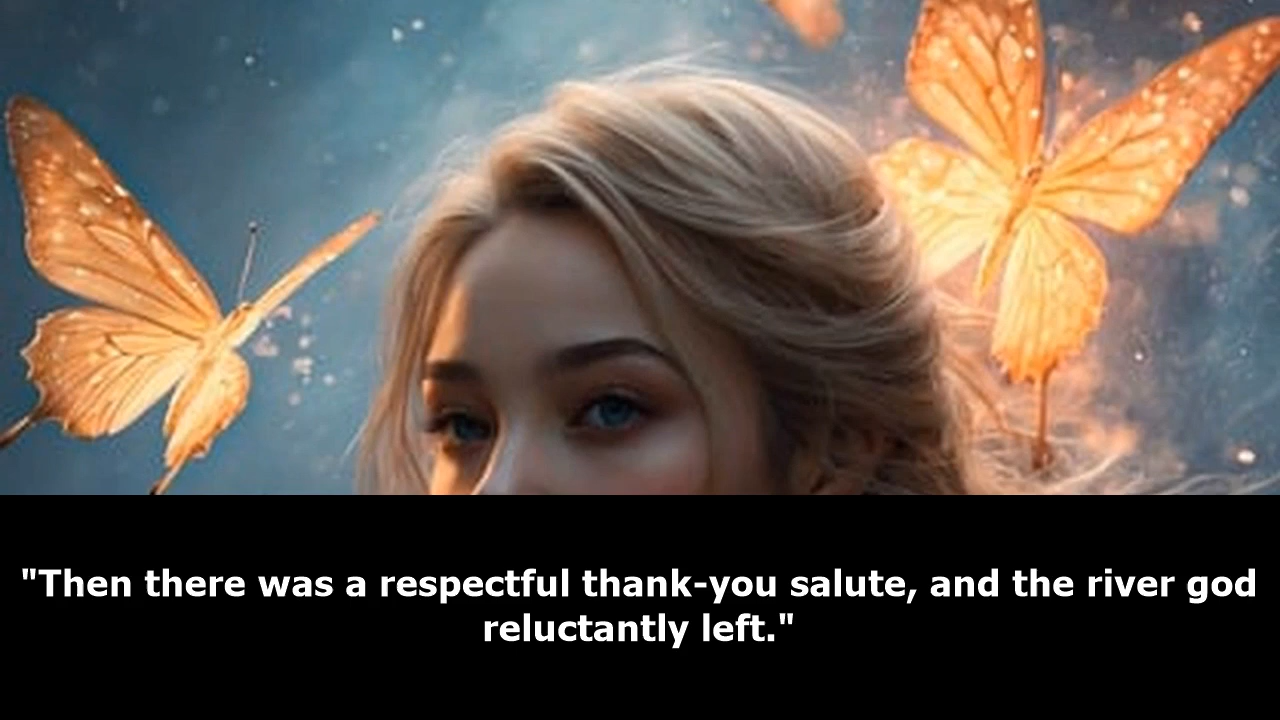 "Then there was a respectful thank-you salute, and the river god
reluctantly left."